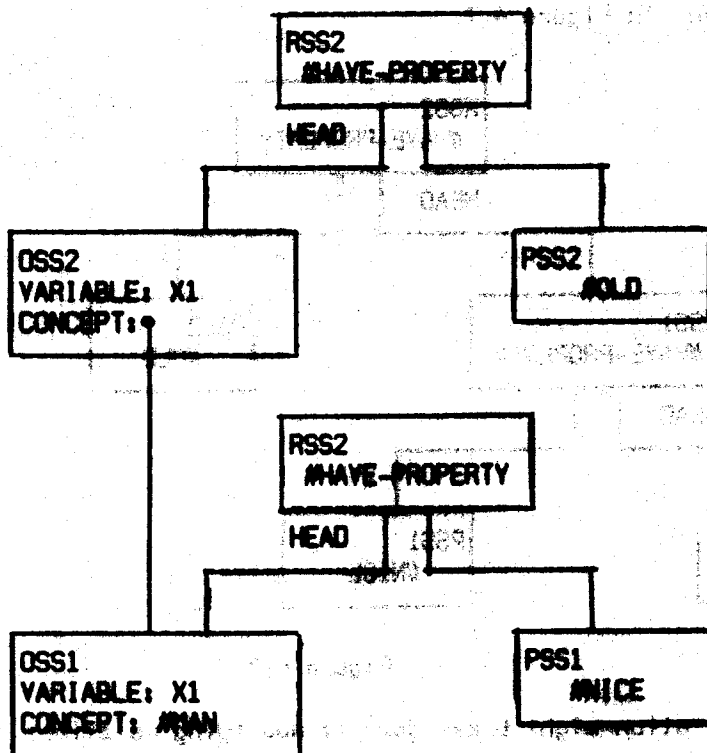 RSS2
#HAVE-PROPERTY
HEAD
OSS2
VARIABLE: X1
CONCEPT:
PSS2
#OLD
RSS2
#HAVE-PROPERTY
HEAD
OSS1
VARIABLE: X1
CONCEPT: #MAN
PSS1
#NICE